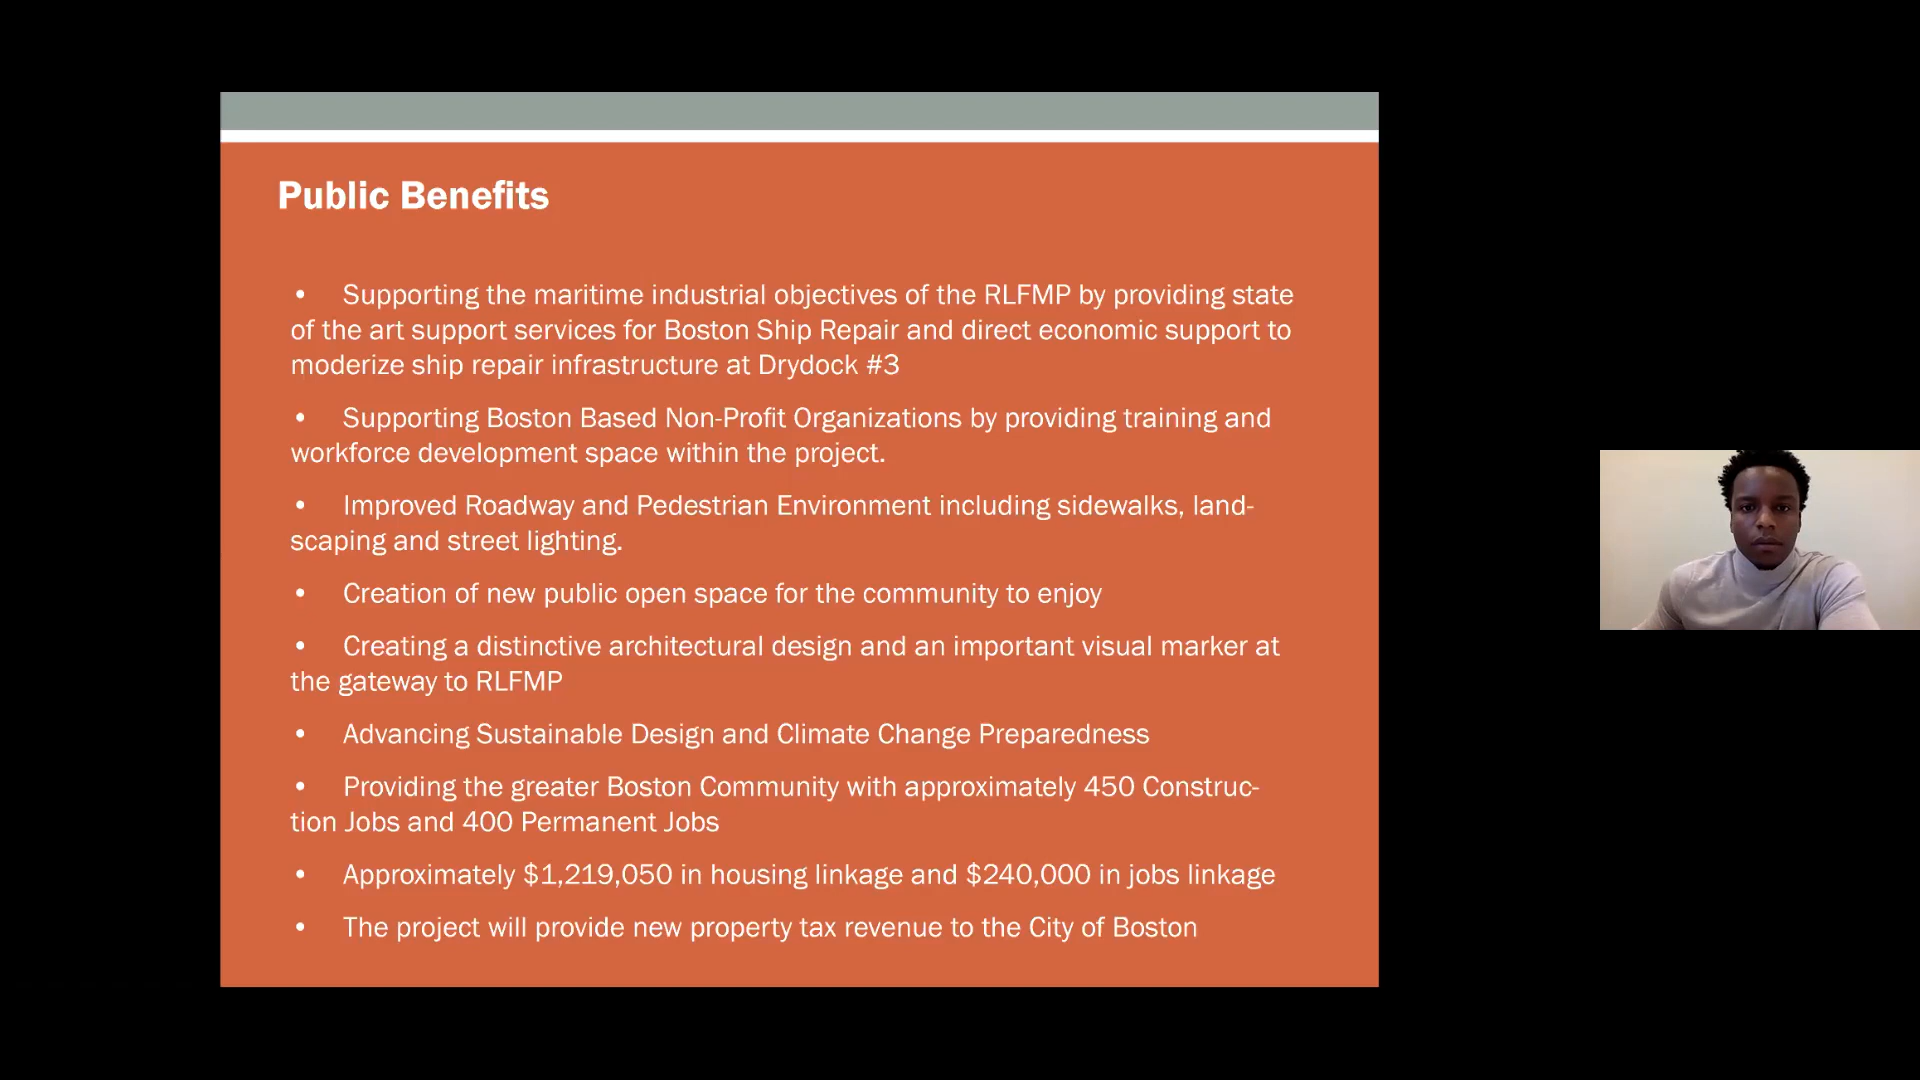 Public Benefits
• Supporting the maritime industrial objectives of the RLFMP by providing state
of the art support services for Boston Ship Repair and direct economic support to
moderize ship repair infrastructure at Drydock #3
• Supporting Boston Based Non-Profit Organizations by providing training and
workforce development space within the project.
• Improved Roadway and Pedestrian Environment including sidewalks, land-
scaping and street lighting.
• Creation of new public open space for the community to enjoy
• Creating a distinctive architectural design and an important visual marker at
the gateway to RLFMP
• Advancing Sustainable Design and Climate Change Preparedness
• Providing the greater Boston Community with approximately 450 Construc-
tion Jobs and 400 Permanent Jobs
• Approximately $1,219,050 in housing linkage and $240,000 in jobs linkage
• The project will provide new property tax revenue to the City of Boston